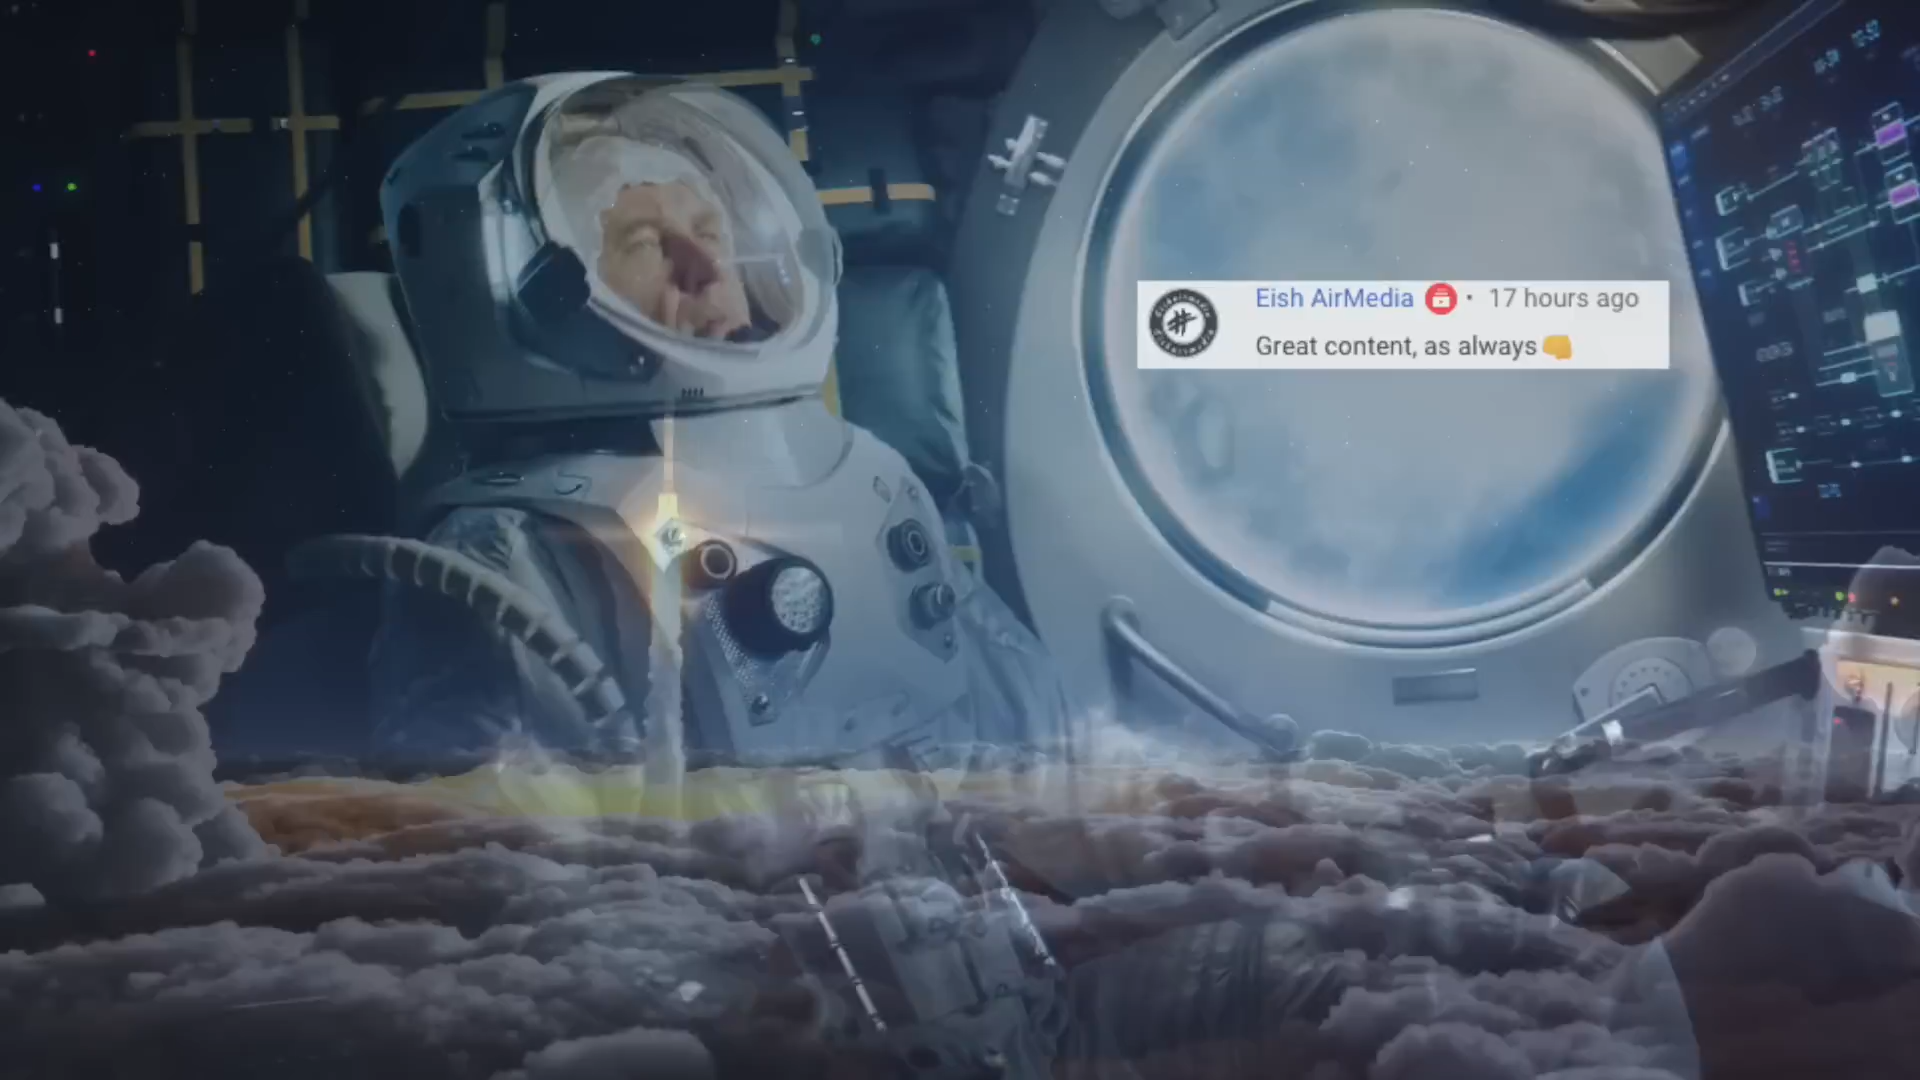 Eish AirMedia • 17 hours ago
Great content, as always👊